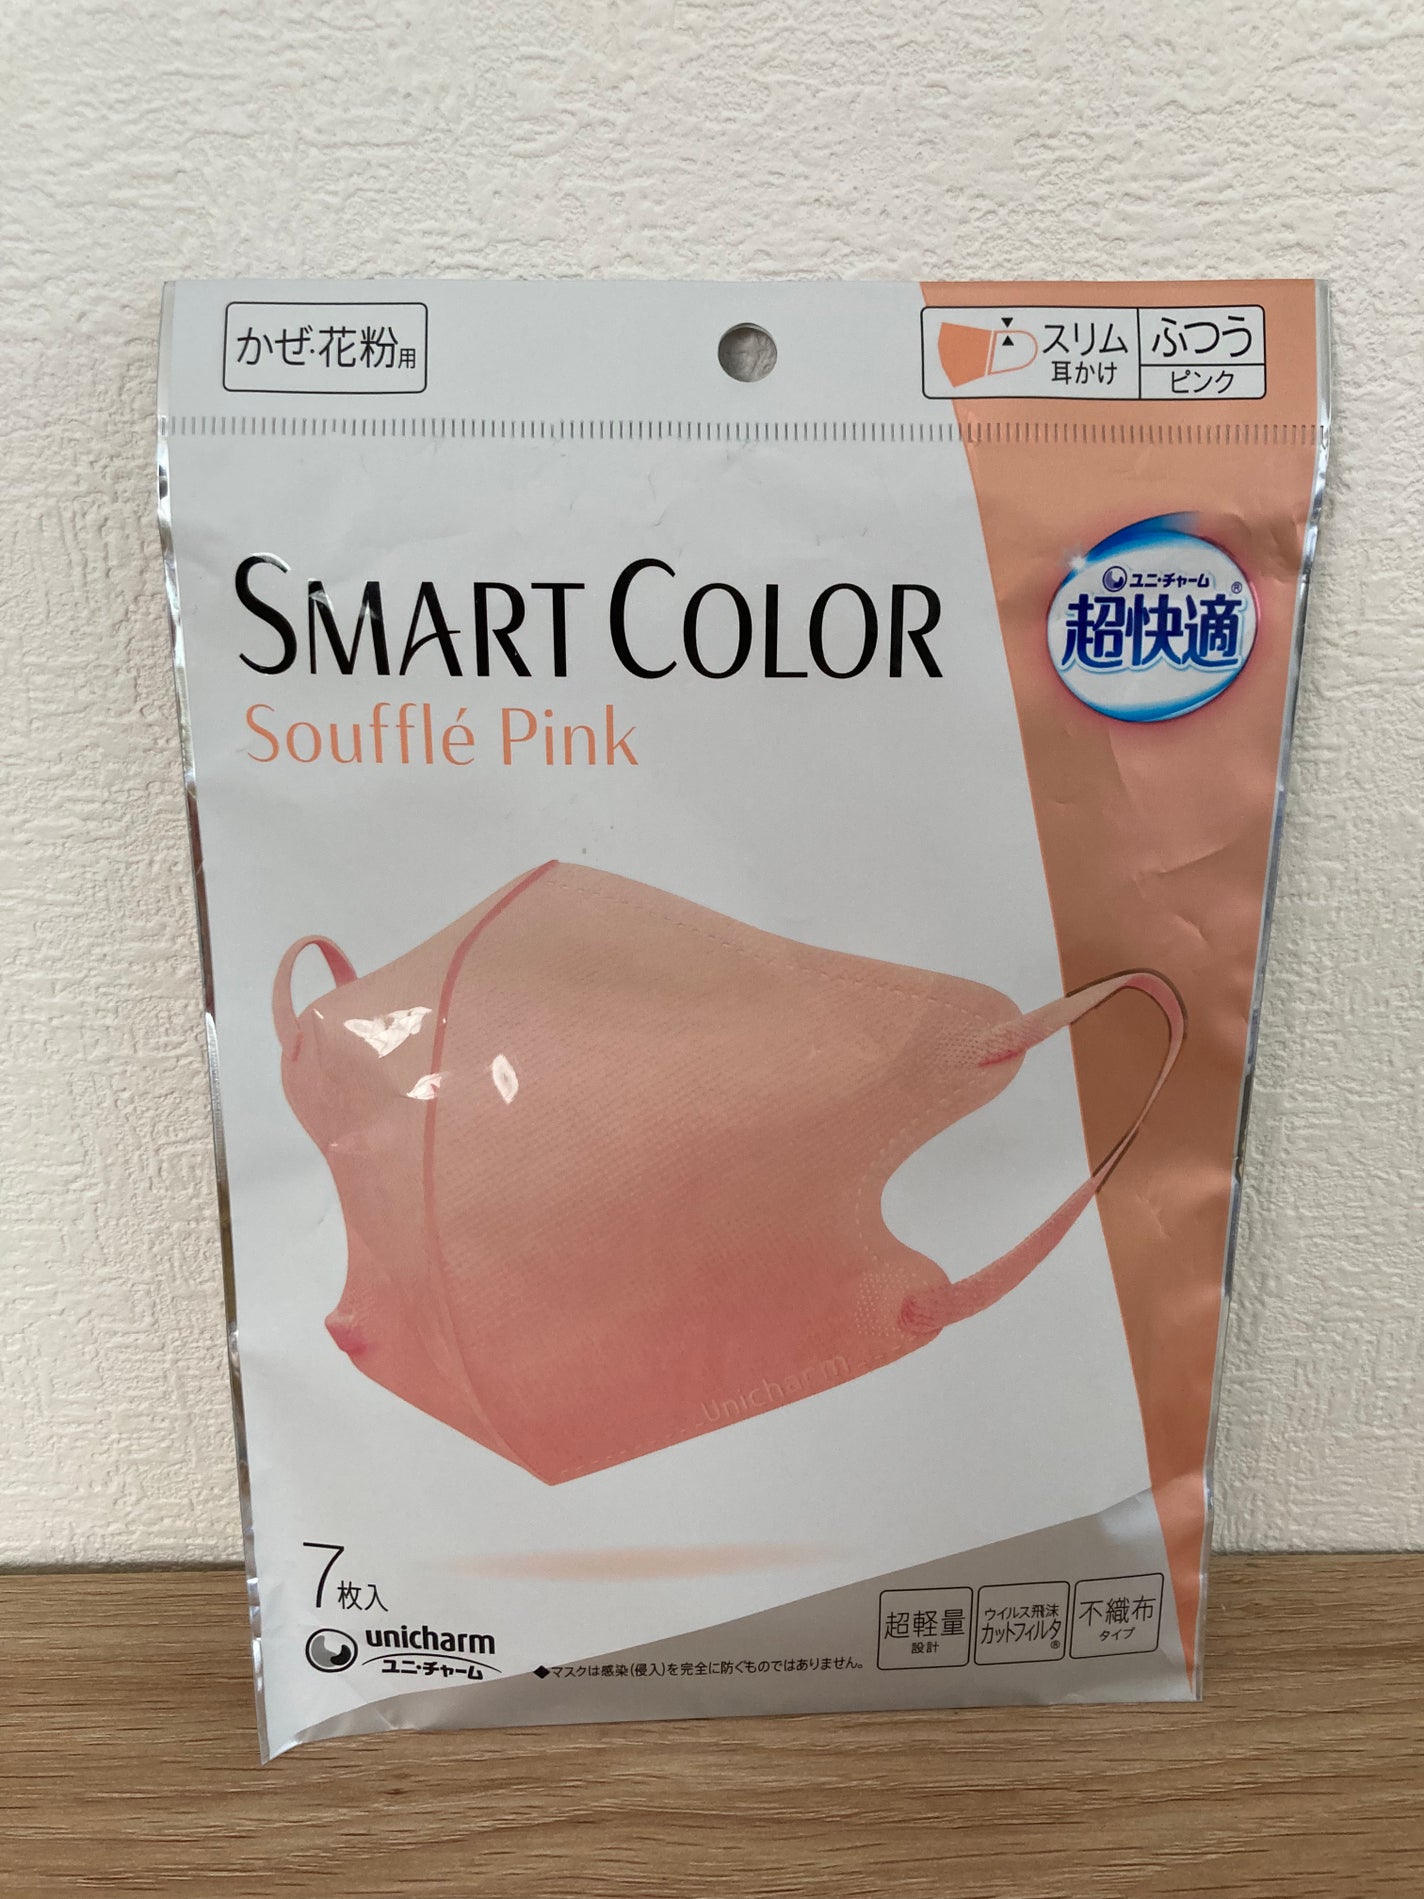 かぜ・花粉用
スリム
耳かけ
ふつう
ピンク
SMART COLOR
Soufflé Pink
ユニ・チャーム
超快適®
unicharm
7枚入
unicharm
ユニ・チャーム
◆マスクは感染(侵入)を完全に防ぐものではありません。
超軽量
設計
ウイルス飛沫
カットフィルタ®
不織布
タイプ